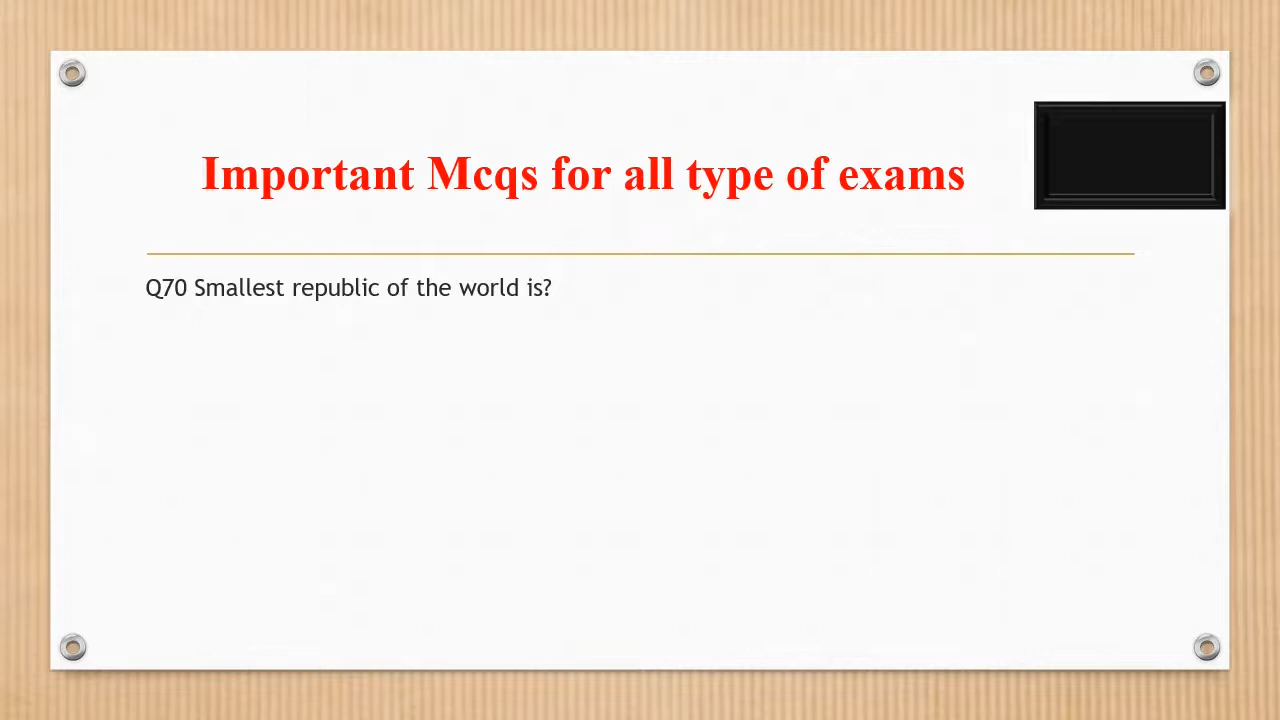 Important Mcqs for all type of exams
Q70 Smallest republic of the world is?